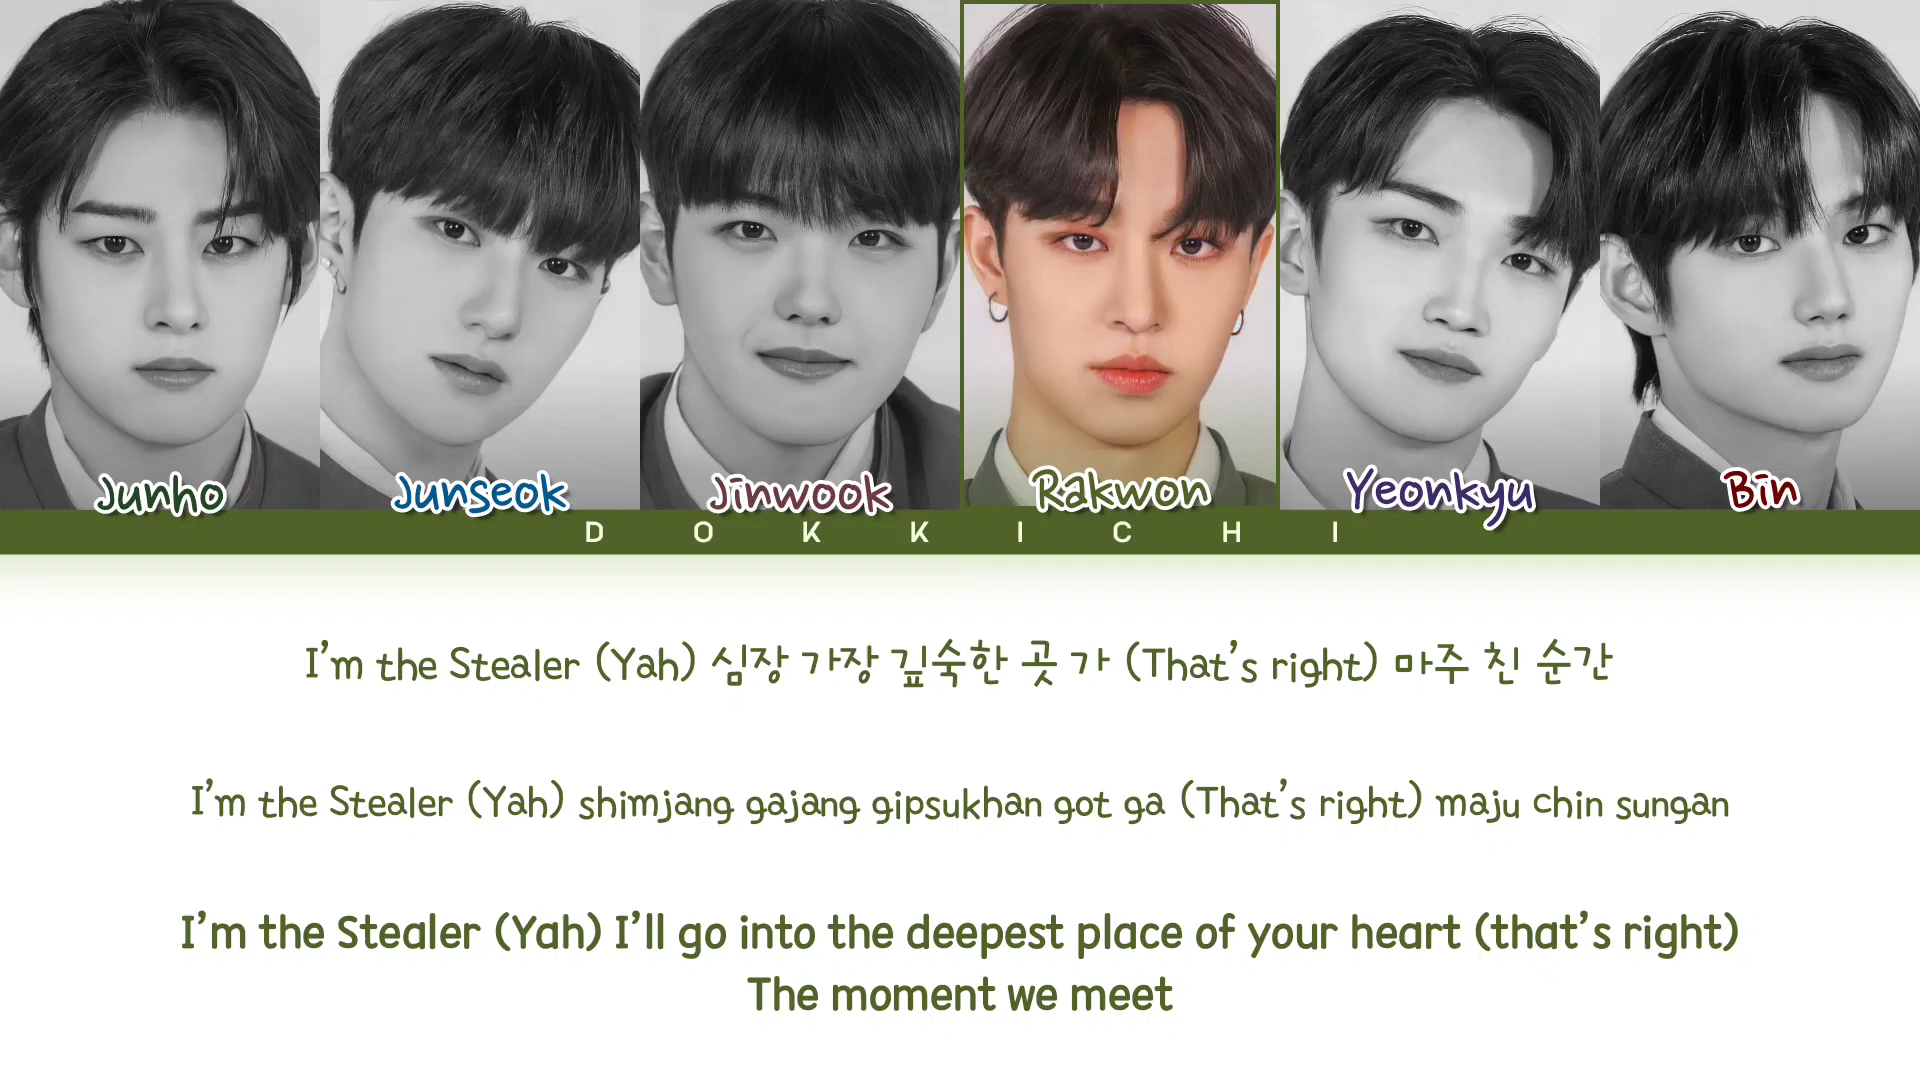 Junho Junseok Jinwook Rakwon Yeonkyu Bin
DOKKICHI
I'm the Stealer (Yah) 심장 가장 깊숙한 곳 가 (That's right) 마주 친 순간
I'm the Stealer (Yah) shimjang gajang gipsukhan got ga (That's right) maju chin sungan
I'm the Stealer (Yah) I'll go into the deepest place of your heart (that's right)
The moment we meet